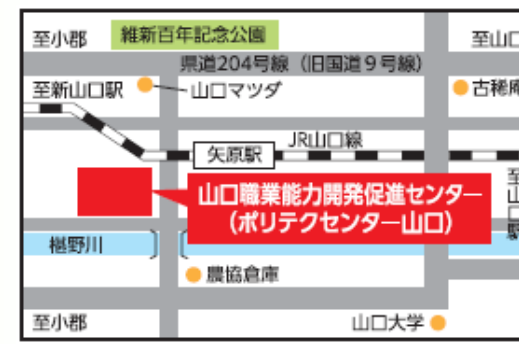 至小郡
維新百年記念公園
至山口
県道204号線（旧国道９号線）
至新山口駅
山口マツダ
古稀庵
JR山口線
矢原駅
至山口駅
山口職業能力開発促進センター
（ポリテクセンター山口）
椹野川
農協倉庫
至小郡
山口大学